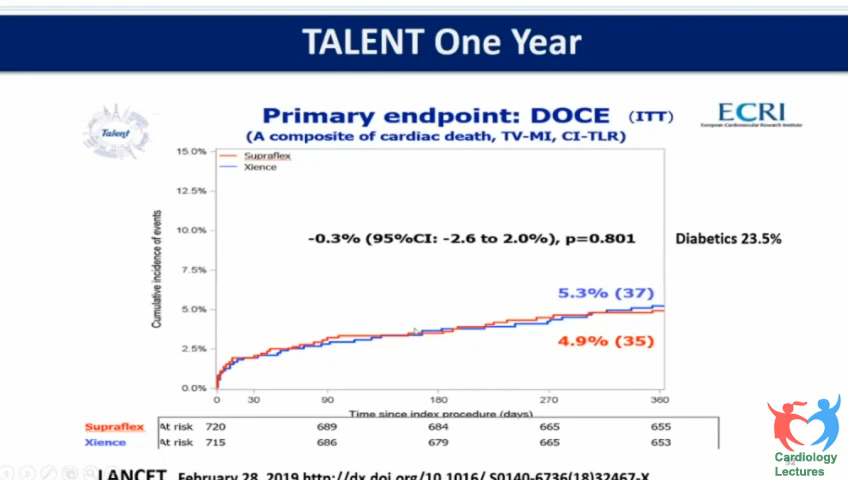 TALENT One Year
Talent
Primary endpoint: DOCE (ITT)
(A composite of cardiac death, TV-MI, CI-TLR)
ECRI
European Cardiovascular Research Institute
15.0%
12.5%
10.0%
7.5%
5.0%
2.5%
0.0%
Cumulative incidence of events
Supraflex
Xience
-0.3% (95%CI: -2.6 to 2.0%), p=0.801
Diabetics 23.5%
5.3% (37)
4.9% (35)
0 30 90 180 270 360
Time since index procedure (days)
Supraflex At risk 720 689 684 665 655
Xience At risk 715 686 679 665 653
LANCET February 28, 2019 http://dx.doi.org/10.1016/ S0140-6736(18)32467-X
Cardiology
Lectures